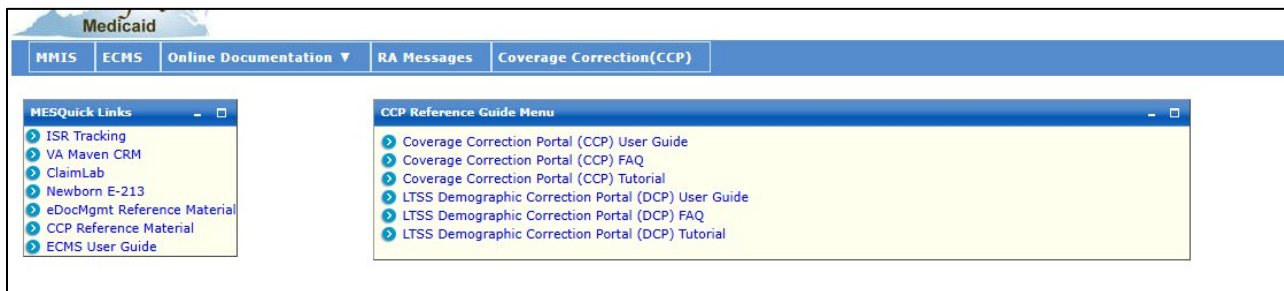 Medicaid
MMIS ECMS Online Documentation ▼ RA Messages Coverage Correction(CCP)
MESQuick Links
ISR Tracking
VA Maven CRM
ClaimLab
Newborn E-213
eDocMgmt Reference Material
CCP Reference Material
ECMS User Guide
CCP Reference Guide Menu
Coverage Correction Portal (CCP) User Guide
Coverage Correction Portal (CCP) FAQ
Coverage Correction Portal (CCP) Tutorial
LTSS Demographic Correction Portal (DCP) User Guide
LTSS Demographic Correction Portal (DCP) FAQ
LTSS Demographic Correction Portal (DCP) Tutorial